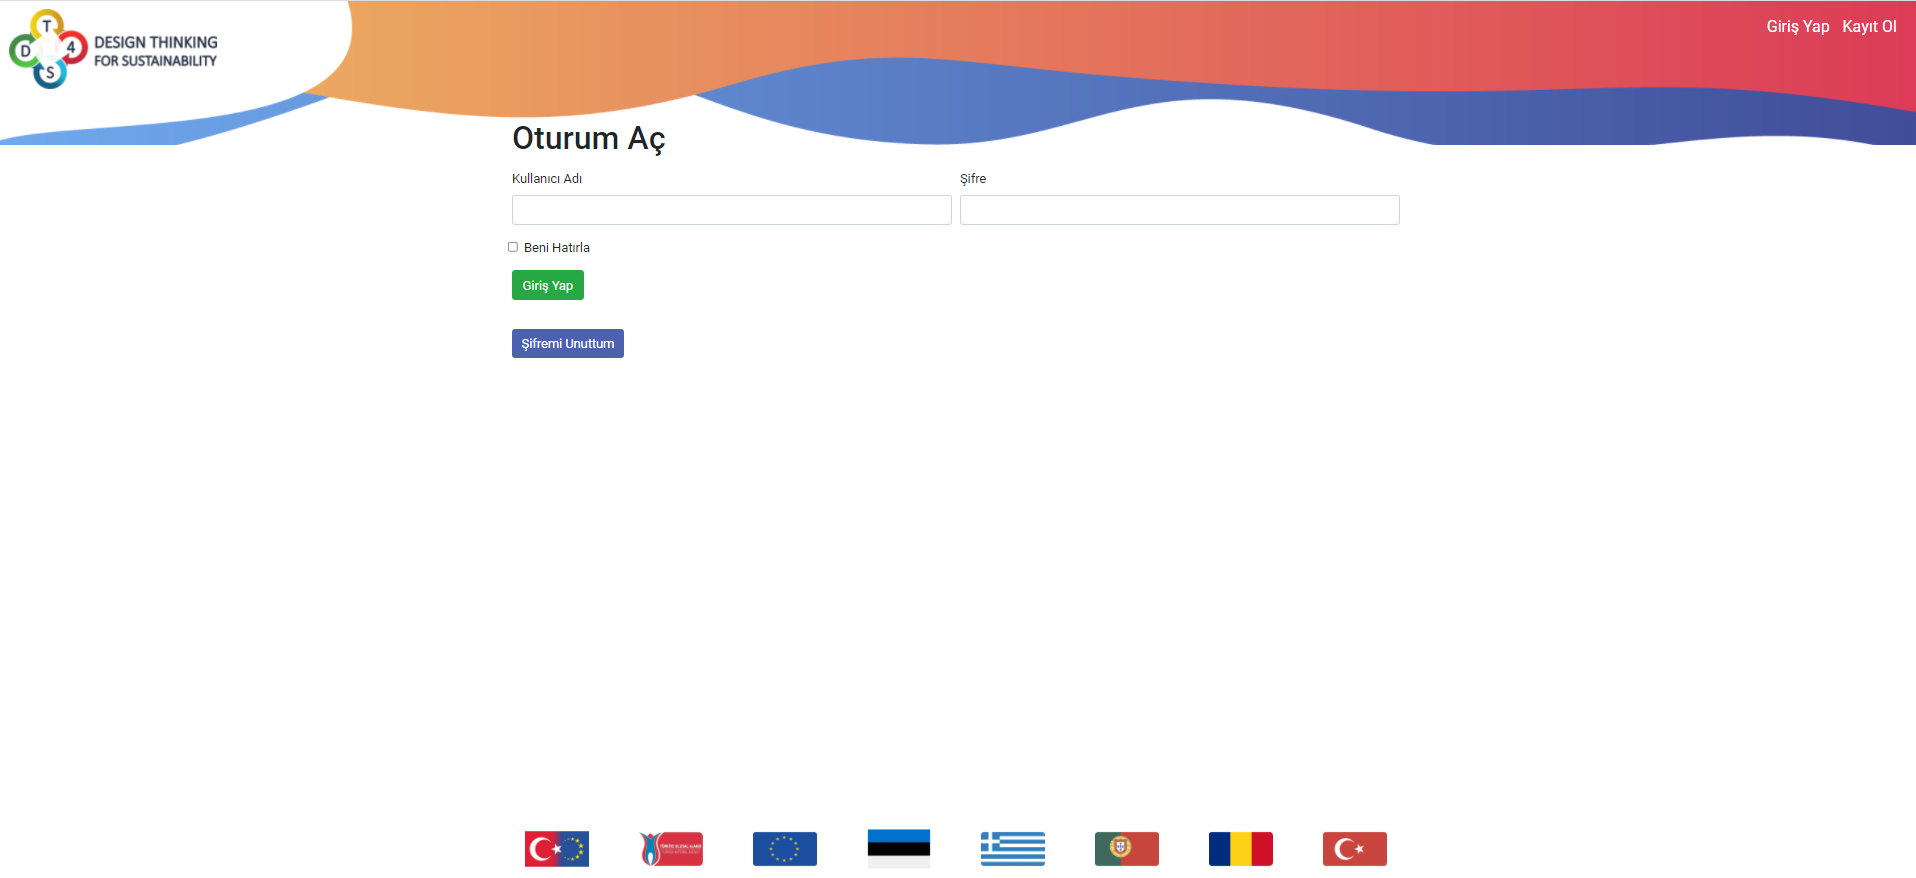 T
D
4
S
DESIGN THINKING
FOR SUSTAINABILITY
Giriş Yap Kayıt Ol
Oturum Aç
Kullanıcı Adı
Şifre
Beni Hatırla
Giriş Yap
Şifremi Unuttum